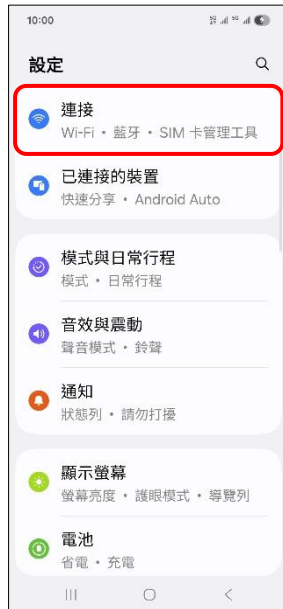 10:00
設定
連接
Wi-Fi • 藍牙 • SIM 卡管理工具
已連接的裝置
快速分享 • Android Auto
模式與日常行程
模式 • 日常行程
音效與震動
聲音模式 • 鈴聲
通知
狀態列 • 請勿打擾
顯示螢幕
螢幕亮度 • 護眼模式 • 導覽列
電池
省電 • 充電